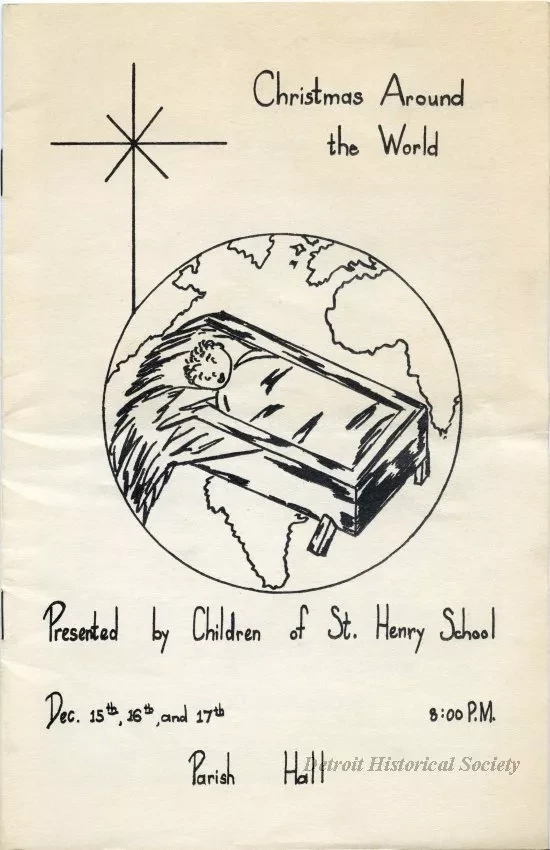 Christmas Around
the World
Presented by Children of St. Henry School
Dec. 15th, 16th, and 17th 8:00 P.M.
Parish Hall
Detroit Historical Society